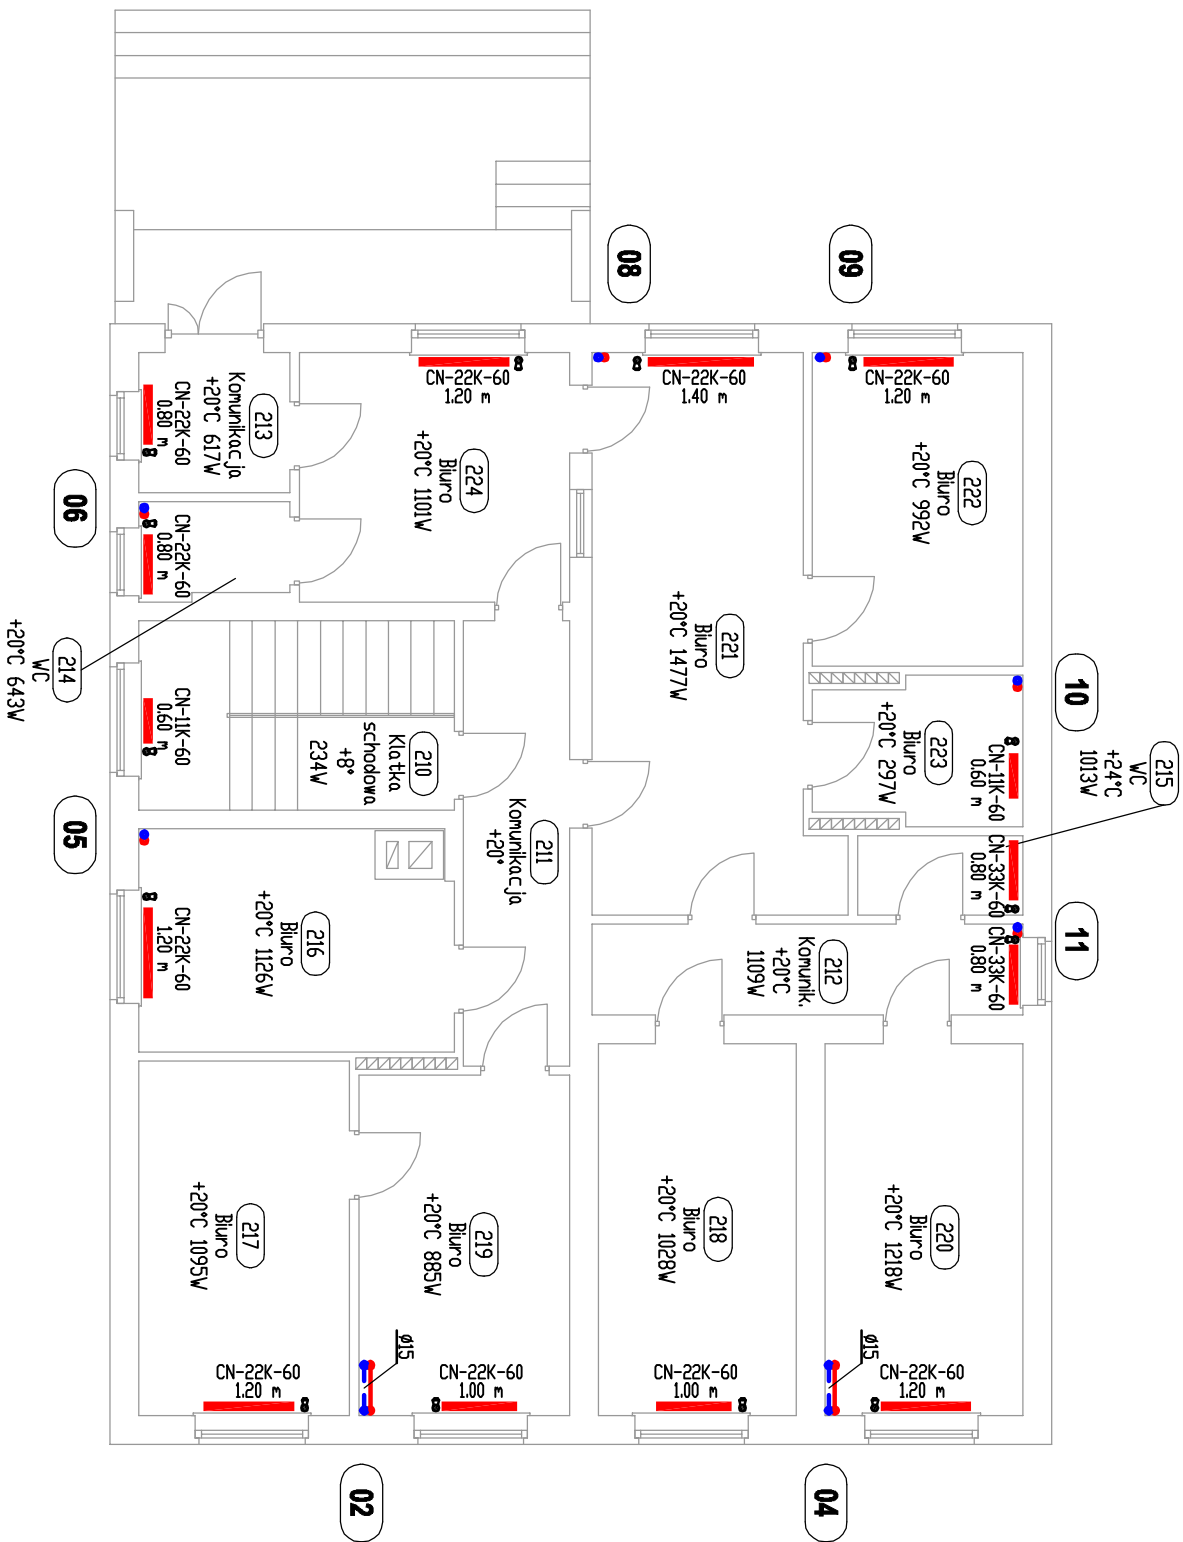 08
09
CN-22K-60
1.20 m
CN-22K-60
1.40 m
CN-22K-60
1.20 m
213
Komunikacja
+20°C 617W
CN-22K-60
0.80 m
224
Biuro
+20°C 1101W
222
Biuro
+20°C 992W
06
CN-22K-60
0.80 m
214
WC
+20°C 643W
221
Biuro
+20°C 1477W
10
CN-11K-60
0.60 m
210
Klatka
schodowa
+8°
234W
223
Biuro
+20°C 297W
CN-11K-60
0.60 m
215
WC
+24°C
1013W
05
211
Komunikacja
+20°
CN-33K-60
0.80 m
11
CN-22K-60
1.20 m
216
Biuro
+20°C 1126W
212
Komunik.
+20°C
1109W
CN-33K-60
0.80 m
217
Biuro
+20°C 1095W
219
Biuro
+20°C 885W
218
Biuro
+20°C 1028W
220
Biuro
+20°C 1218W
ø15
ø15
CN-22K-60
1.20 m
CN-22K-60
1.00 m
CN-22K-60
1.00 m
CN-22K-60
1.20 m
02
04